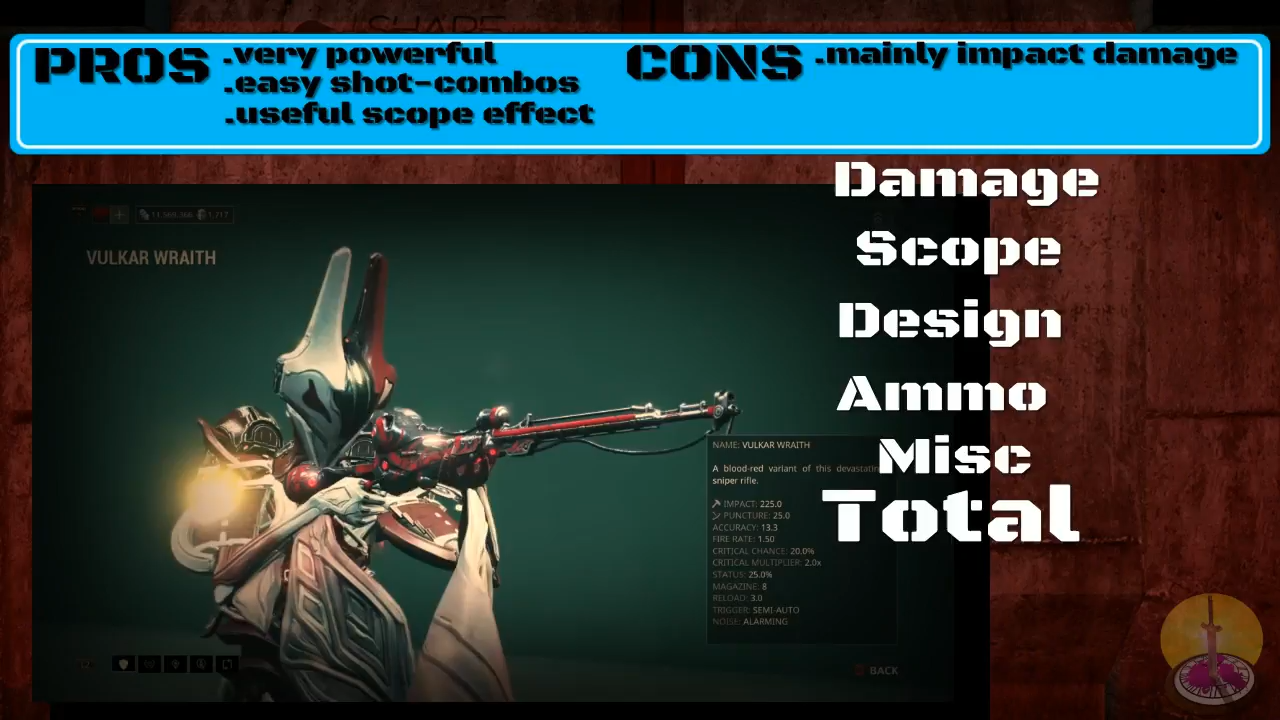 SHAPE
PROS
.very powerful
.easy shot-combos
.useful scope effect
CONS
.mainly impact damage
Damage
Scope
Design
Ammo
Misc
Total
1,717
VULKAR WRAITH
NAME: VULKAR WRAITH
A blood-red variant of this devastatin
sniper rifle.
IMPACT: 225.0
PUNCTURE: 25.0
ACCURACY: 13.3
FIRE RATE: 1.50
CRITICAL CHANCE: 20.0%
CRITICAL MULTIPLIER: 2.0x
STATUS: 25.0%
MAGAZINE: 8
RELOAD: 3.0
TRIGGER: SEMI-AUTO
NOISE: ALARMING
BACK